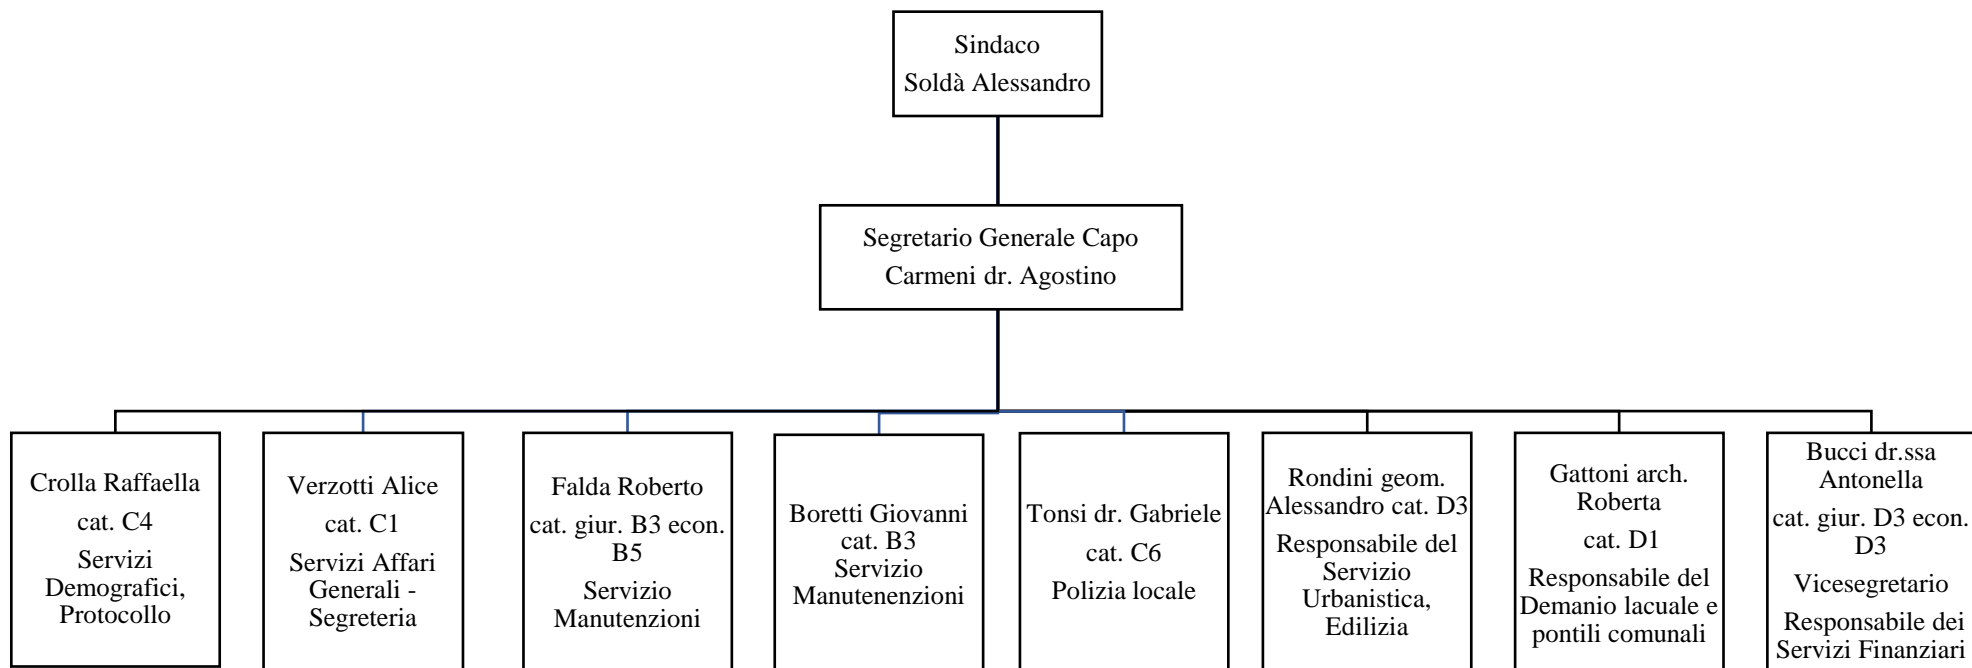 Sindaco
Soldà Alessandro
Segretario Generale Capo
Carmeni dr. Agostino
Crolla Raffaella
cat. C4
Servizi
Demografici,
Protocollo
Verzotti Alice
cat. C1
Servizi Affari
Generali -
Segreteria
Falda Roberto
cat. giur. B3 econ.
B5
Servizio
Manutenzioni
Boretti Giovanni
cat. B3
Servizio
Manutenenzioni
Tonsi dr. Gabriele
cat. C6
Polizia locale
Rondini geom.
Alessandro cat. D3
Responsabile del
Servizio
Urbanistica,
Edilizia
Gattoni arch.
Roberta
cat. D1
Responsabile del
Demanio lacuale e
pontili comunali
Bucci dr.ssa
Antonella
cat. giur. D3 econ.
D3
Vicesegretario
Responsabile dei
Servizi Finanziari